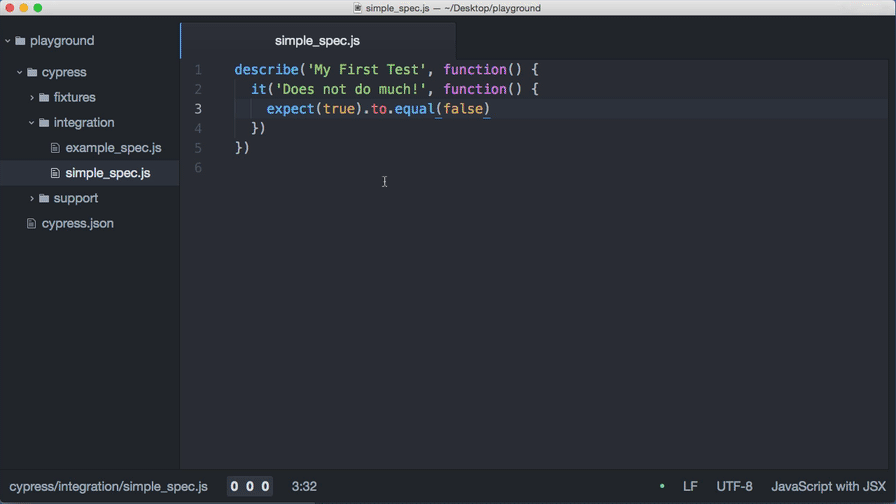 simple_spec.js — ~/Desktop/playground
playground
cypress
fixtures
integration
example_spec.js
simple_spec.js
support
cypress.json
simple_spec.js
1 describe('My First Test', function() {
2 it('Does not do much!', function() {
3 expect(true).to.equal(false)
4 })
5 })
6
cypress/integration/simple_spec.js 0 0 0 3:32 LF UTF-8 JavaScript with JSX